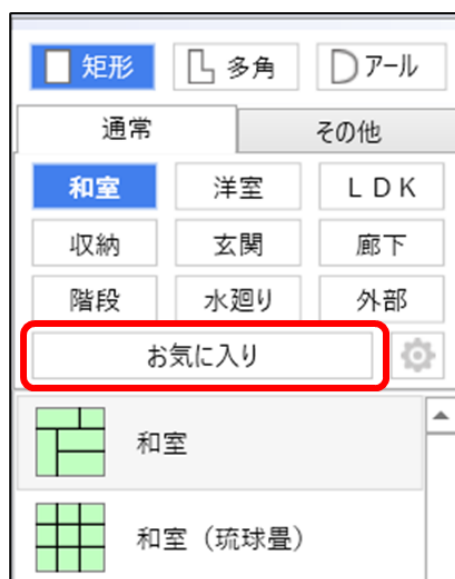 矩形 多角 アール
通常 その他
和室 洋室 LDK
収納 玄関 廊下
階段 水廻り 外部
お気に入り
和室
和室（琉球畳）